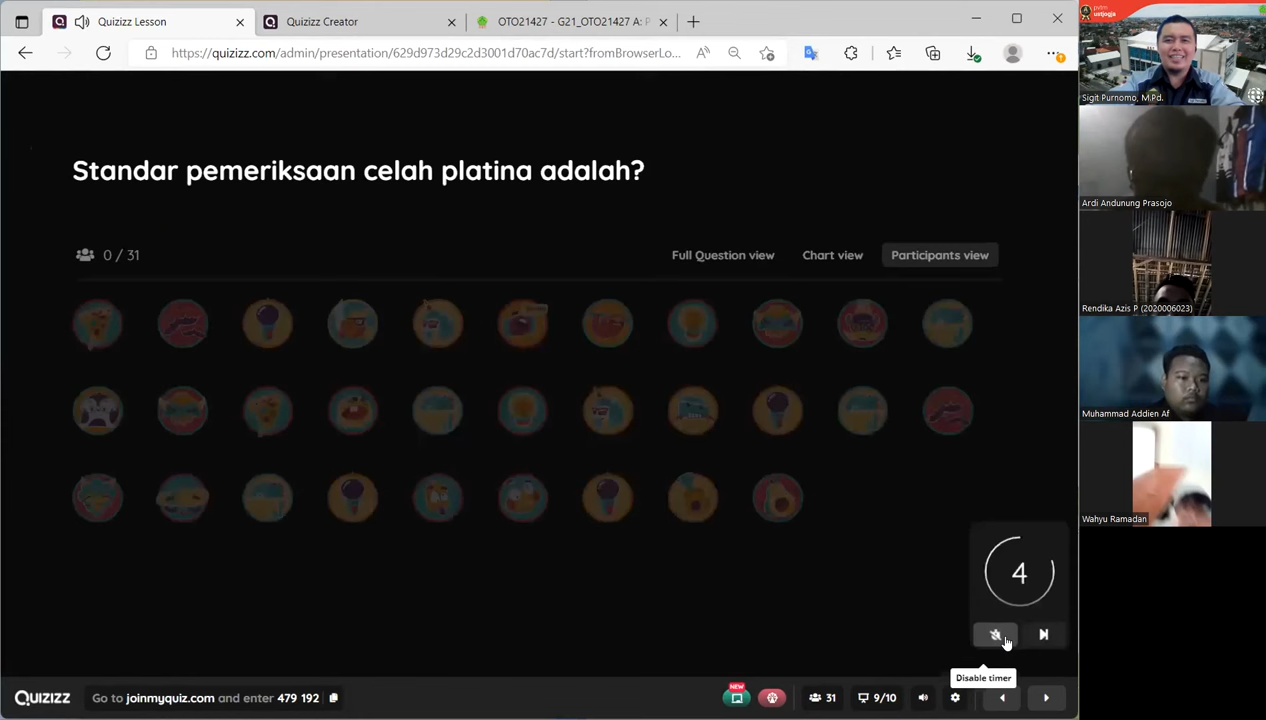 Quizizz Lesson
Quizizz Creator
OTO21427 - G21_OTO21427 A: P
https://quizizz.com/admin/presentation/629d973d29c2d3001d70ac7d/start?fromBrowserLo...
Standar pemeriksaan celah platina adalah?
0 / 31
Full Question view
Chart view
Participants view
4
Disable timer
QUIZIZZ
Go to joinmyquiz.com and enter 479 192
NEW
31
9/10
pvtm
ustjogja
Sigit Purnomo, M.Pd.
Ardi Andunung Prasojo
Rendika Azis P (2020006023)
Muhammad Addien Af
Wahyu Ramadan